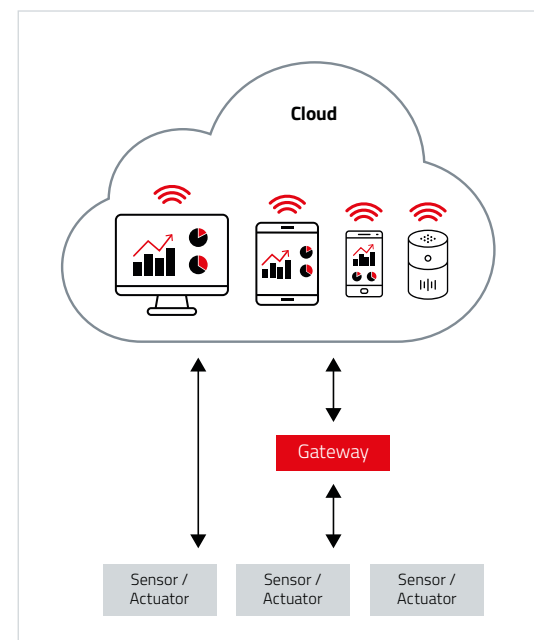 Cloud
Gateway
Sensor /
Actuator
Sensor /
Actuator
Sensor /
Actuator